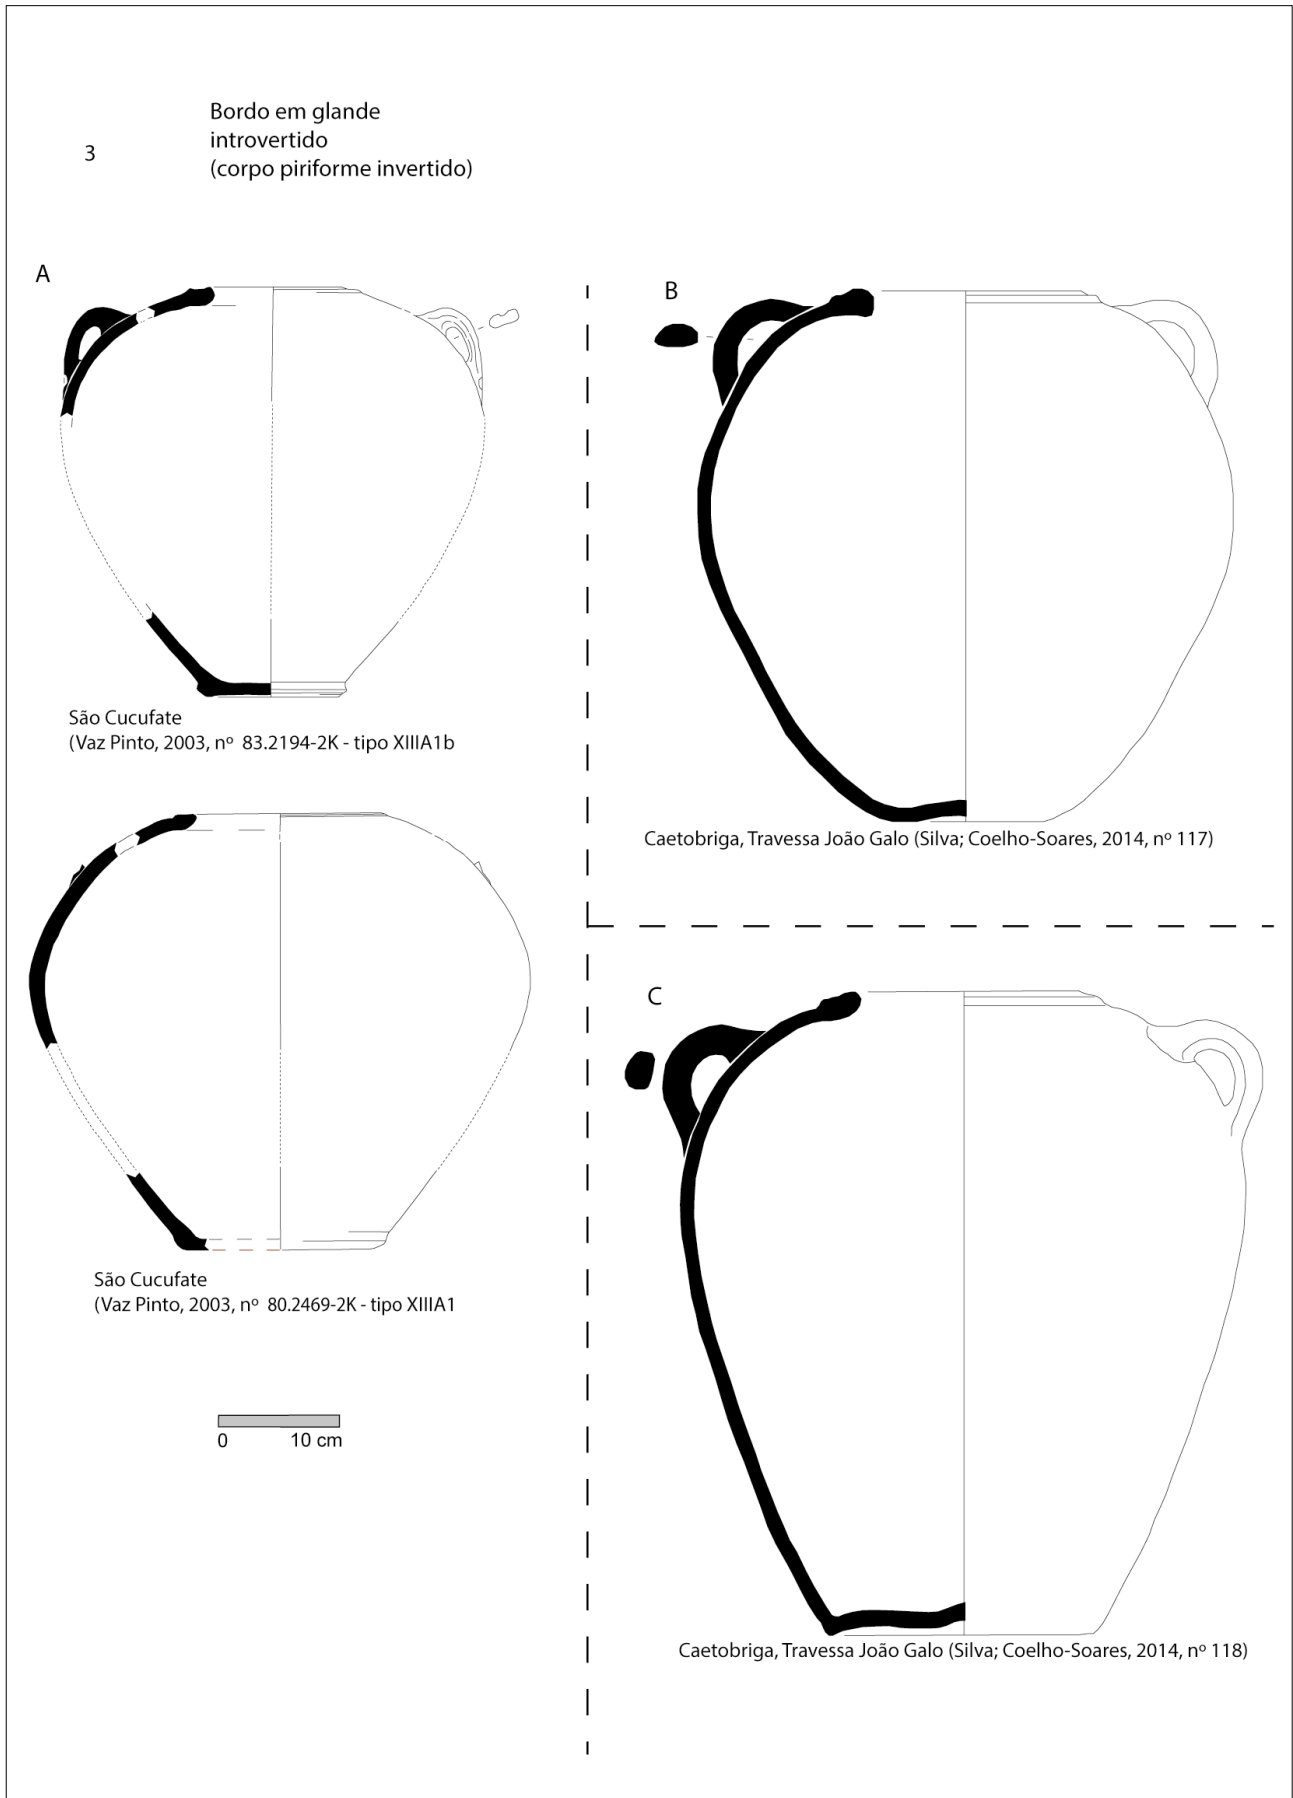 3
Bordo em glande
introvertido
(corpo piriforme invertido)
A
São Cucufate
(Vaz Pinto, 2003, nº 83.2194-2K - tipo XIIIA1b
São Cucufate
(Vaz Pinto, 2003, nº 80.2469-2K - tipo XIIIA1
0 10 cm
B
Caetobriga, Travessa João Galo (Silva; Coelho-Soares, 2014, nº 117)
C
Caetobriga, Travessa João Galo (Silva; Coelho-Soares, 2014, nº 118)